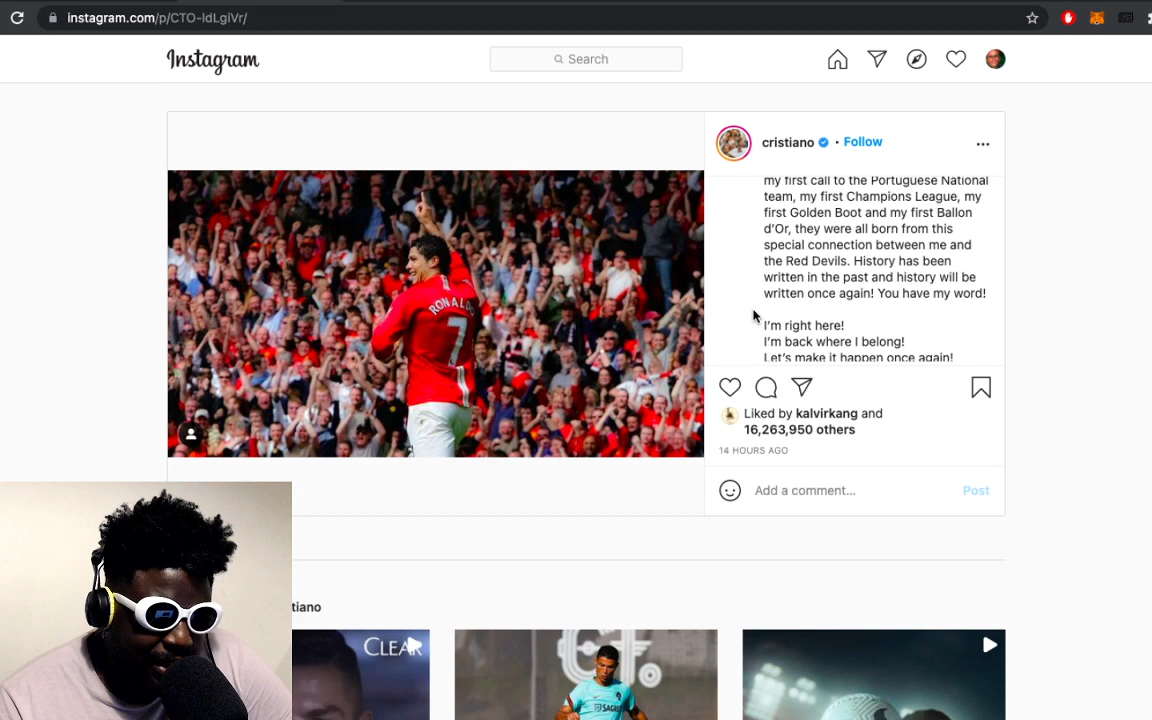 instagram.com/p/CTO-IdLgiVr/
Instagram
Search
cristiano • Follow
my first call to the Portuguese National
team, my first Champions League, my
first Golden Boot and my first Ballon
d’Or, they were all born from this
special connection between me and
the Red Devils. History has been
written in the past and history will be
written once again! You have my word!
I’m right here!
I’m back where I belong!
Let’s make it happen once again!
RONALDO
7
Liked by kalvirkang and
16,263,950 others
14 HOURS AGO
Add a comment... Post
tiano
CLEAR